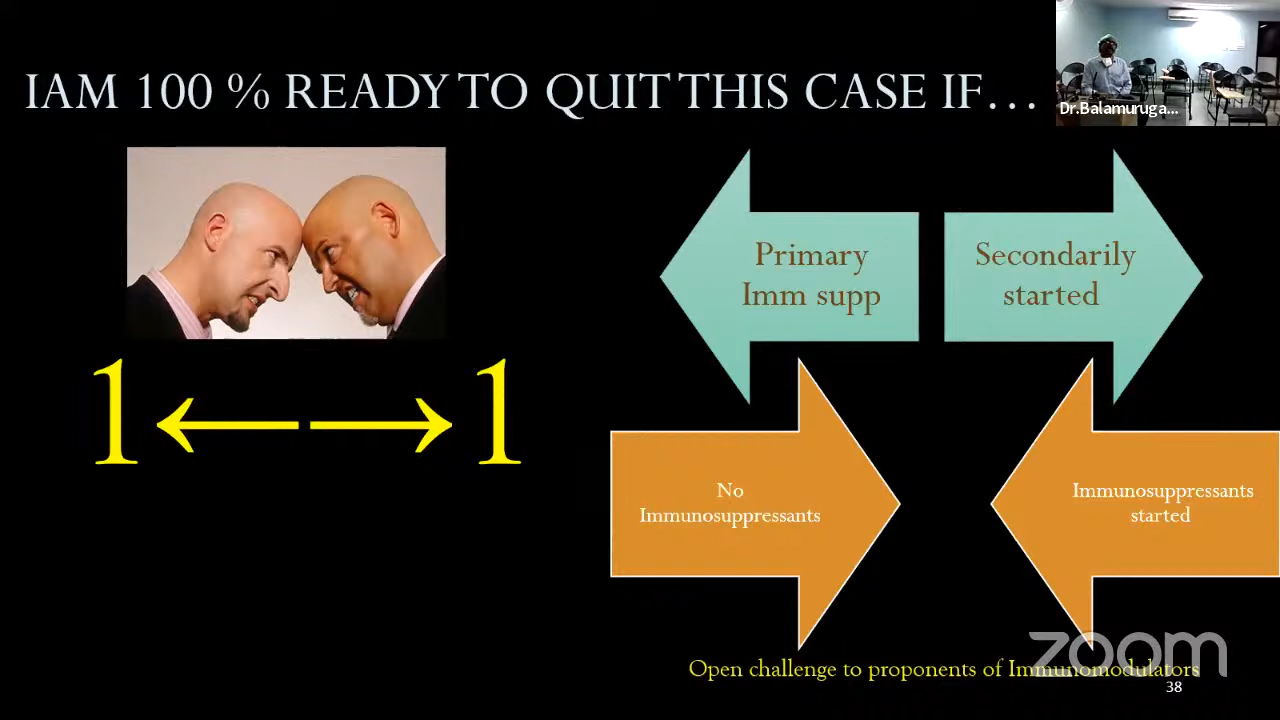 IAM 100 % READY TO QUIT THIS CASE IF…
Dr.Balamuruga...
Primary
Imm supp
Secondarily
started
1←→1
No
Immunosuppressants
Immunosuppressants
started
Open challenge to proponents of Immunomodulators
zoom
38